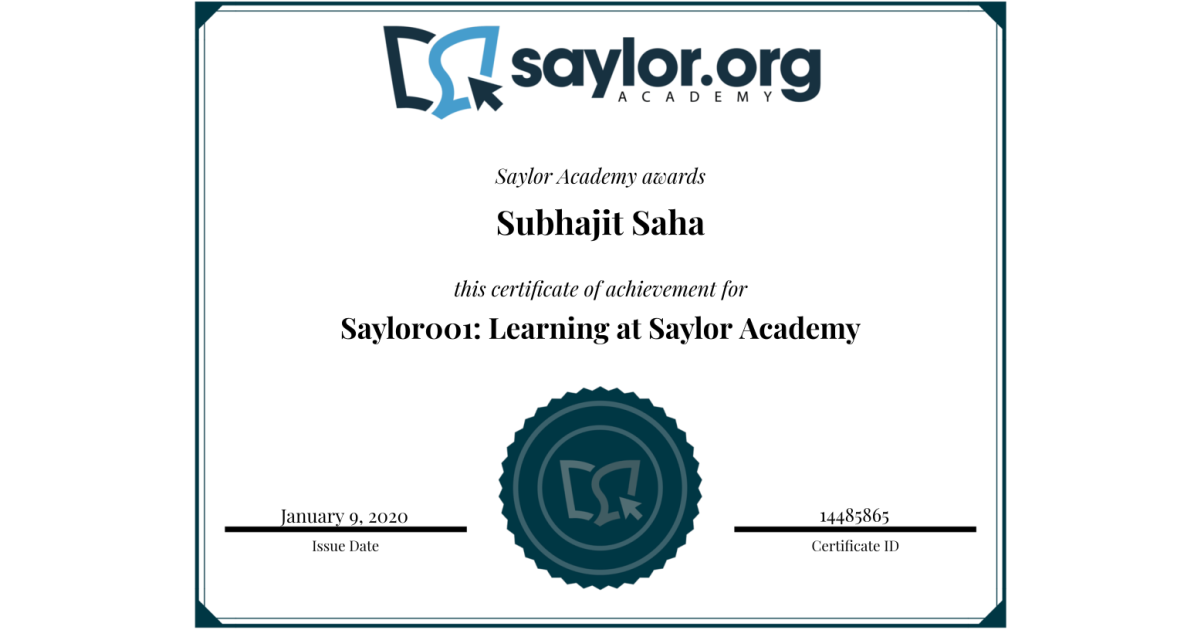 saylor.org
ACADEMY
Saylor Academy awards
Subhajit Saha
this certificate of achievement for
Saylor001: Learning at Saylor Academy
January 9, 2020
Issue Date
14485865
Certificate ID